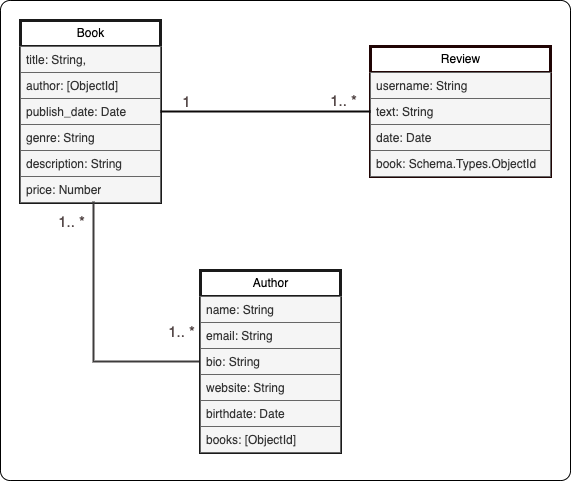 Book
title: String,
author: [ObjectId]
publish_date: Date
genre: String
description: String
price: Number
1
1.. *
Review
username: String
text: String
date: Date
book: Schema.Types.ObjectId
1.. *
1.. *
Author
name: String
email: String
bio: String
website: String
birthdate: Date
books: [ObjectId]